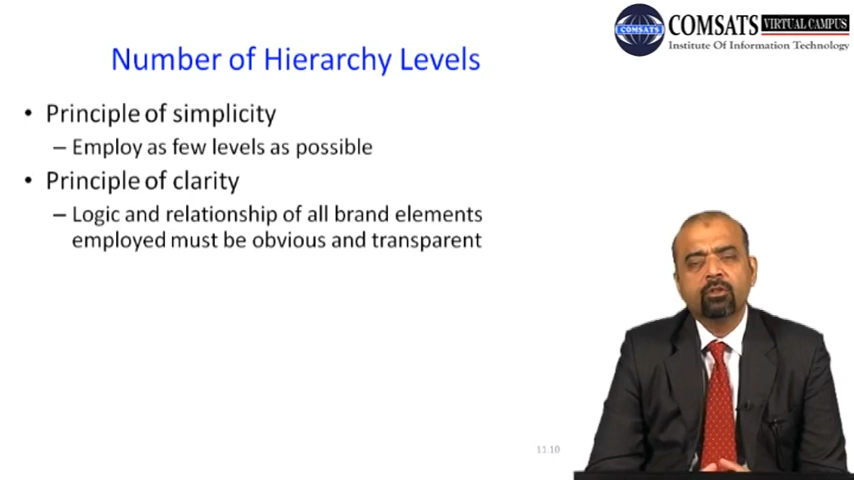 COMSATS VIRTUAL CAMPUS
Institute Of Information Technology
COMSATS
Number of Hierarchy Levels
• Principle of simplicity
– Employ as few levels as possible
• Principle of clarity
– Logic and relationship of all brand elements
employed must be obvious and transparent
11.10